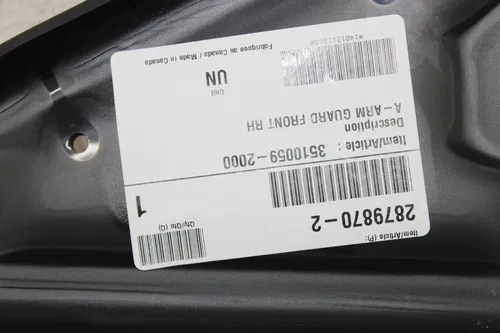 Item/Article (P):
2879870-2
Qty/Qté (Q)
1
Item/Article : 3510059-2000
Description
A-ARM GUARD FRONT RH
Unit
UN
Fabriqué au Canada / Made in Canada